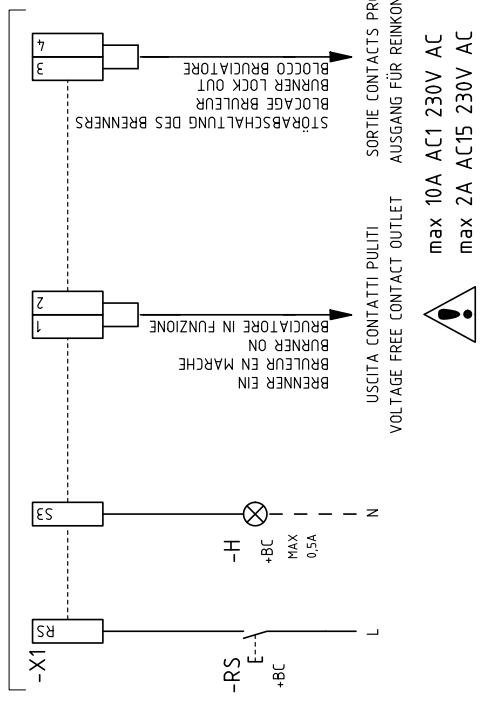 4
3
BLOCCO BRUCIATORE
BURNER LOCK OUT
BLOCAGE BRULEUR
STÖRABSCHALTUNG DES BRENNERS
SORTIE CONTACTS
AUSGANG FÜR
max 10A AC1 230V AC
max 2A AC15 230V AC
2
1
BRUCIATORE IN FUNZIONE
BURNER ON
BRULEUR EN MARCHE
BRENNER EIN
USCITA CONTATTI PULITI
VOLTAGE FREE CONTACT OUTLET
S3
-H
+BC
MAX
0,5A
N
-X1
RS
-RS
+BC
L